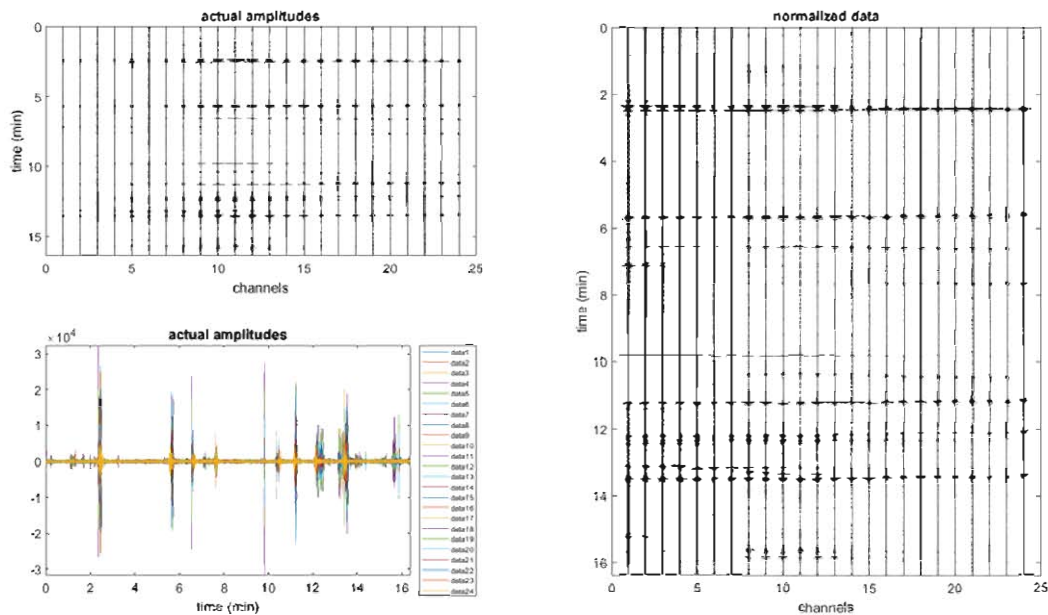 actual amplitudes
0
5
10
15
time (min)
0 5 10 15 20 25
channels
actual amplitudes
× 10⁴
3
2
1
0
-1
-2
-3
0 2 4 6 8 10 12 14 16
time (min)
data1
data2
data3
data4
data5
data6
data7
data8
data9
data10
data11
data12
data13
data14
data15
data16
data17
data18
data19
data20
data21
data22
data23
data24
normalized data
0
2
4
6
8
10
12
14
16
time (min)
0 5 10 15 20 25
channels